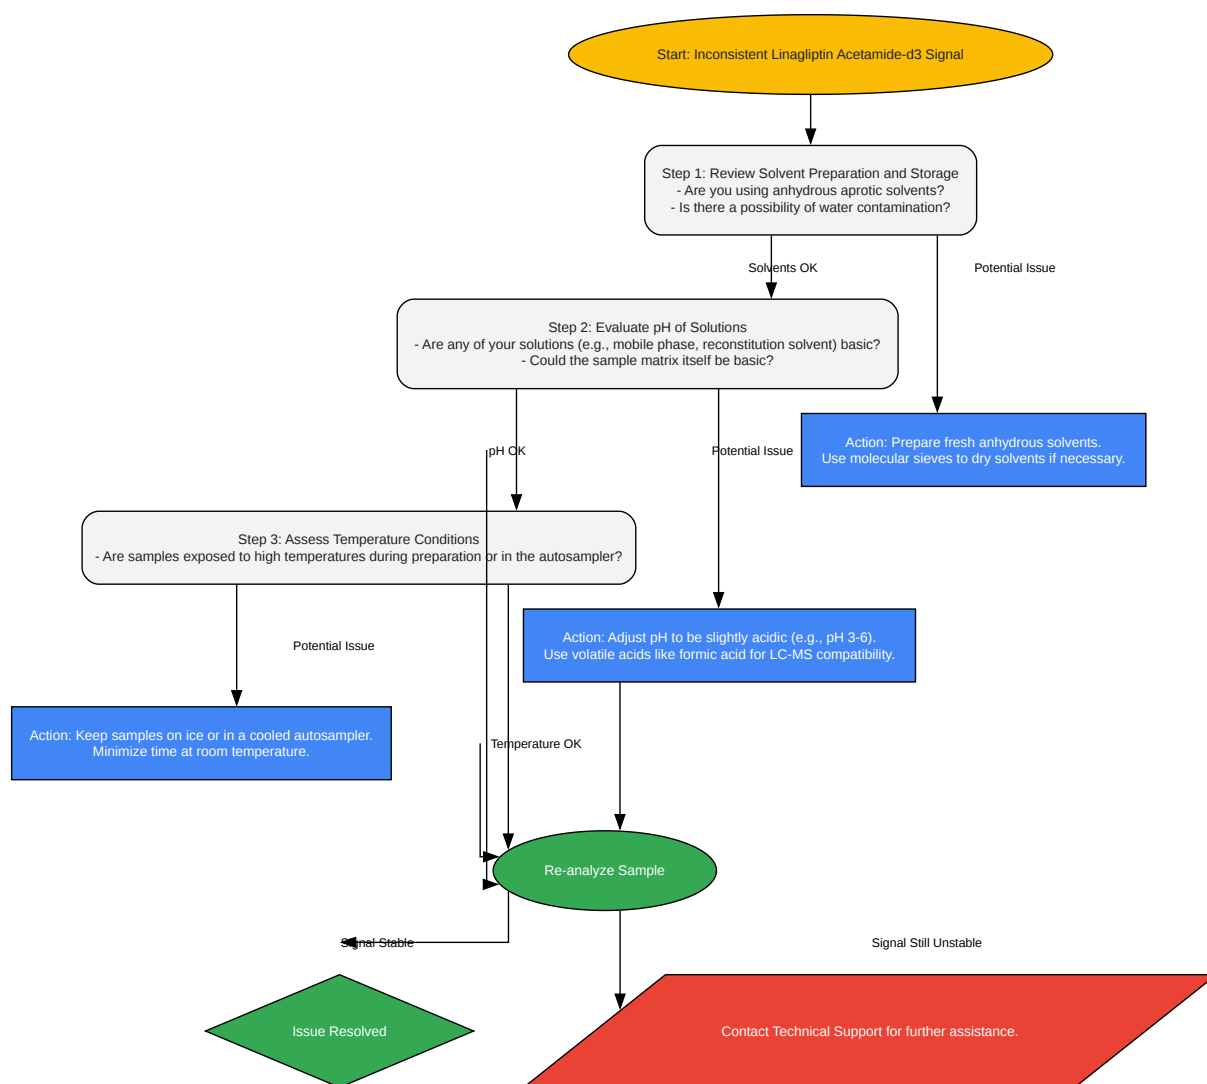 Start: Inconsistent Linagliptin Acetamide-d3 Signal
Step 1: Review Solvent Preparation and Storage
- Are you using anhydrous aprotic solvents?
- Is there a possibility of water contamination?
Solvents OK
Potential Issue
Step 2: Evaluate pH of Solutions
- Are any of your solutions (e.g., mobile phase, reconstitution solvent) basic?
- Could the sample matrix itself be basic?
Action: Prepare fresh anhydrous solvents.
Use molecular sieves to dry solvents if necessary.
pH OK
Potential Issue
Step 3: Assess Temperature Conditions
- Are samples exposed to high temperatures during preparation or in the autosampler?
Potential Issue
Action: Adjust pH to be slightly acidic (e.g., pH 3-6).
Use volatile acids like formic acid for LC-MS compatibility.
Action: Keep samples on ice or in a cooled autosampler.
Minimize time at room temperature.
Temperature OK
Re-analyze Sample
Signal Stable
Signal Still Unstable
Issue Resolved
Contact Technical Support for further assistance.